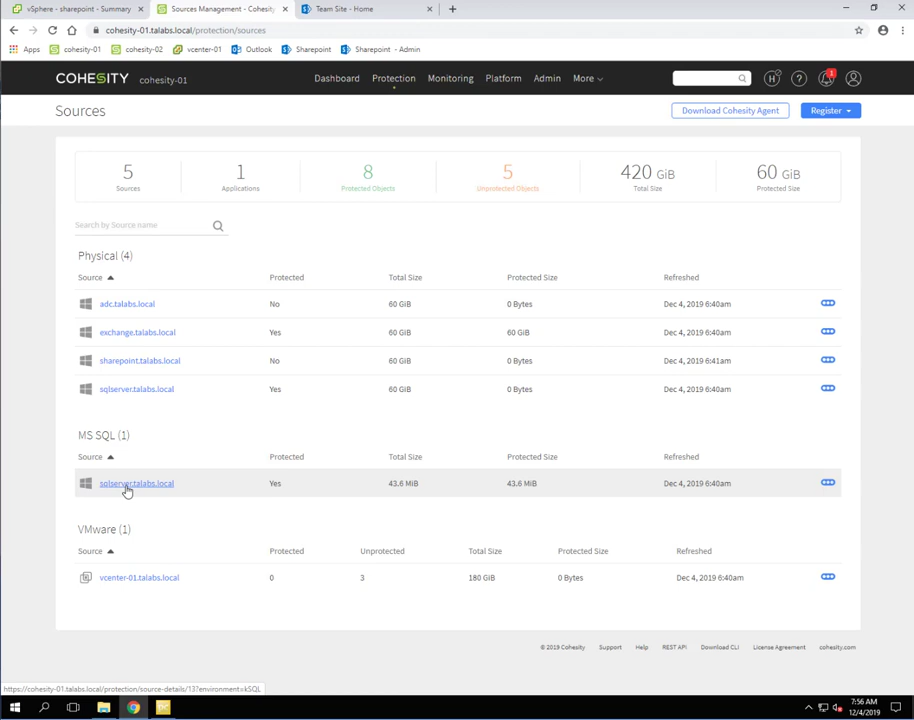 vSphere - sharepoint - Summary
Sources Management - Cohesity
Team Site - Home
cohesity-01.talabs.local/protection/sources
Apps cohesity-01 cohesity-02 vcenter-01 Outlook Sharepoint Sharepoint - Admin
COHESITY cohesity-01 Dashboard Protection Monitoring Platform Admin More H ? 1
Sources Download Cohesity Agent Register
5 1 8 5 420 GiB 60 GiB
Sources Applications Protected Objects Unprotected Objects Total Size Protected Size
Search by Source name
Physical (4)
Source Protected Total Size Protected Size Refreshed
adc.talabs.local No 60 GiB 0 Bytes Dec 4, 2019 6:40am
exchange.talabs.local Yes 60 GiB 60 GiB Dec 4, 2019 6:40am
sharepoint.talabs.local No 60 GiB 0 Bytes Dec 4, 2019 6:41am
sqlserver.talabs.local Yes 60 GiB 0 Bytes Dec 4, 2019 6:40am
MS SQL (1)
Source Protected Total Size Protected Size Refreshed
sqlserver.talabs.local Yes 43.6 MiB 43.6 MiB Dec 4, 2019 6:40am
VMware (1)
Source Protected Unprotected Total Size Protected Size Refreshed
vcenter-01.talabs.local 0 3 180 GiB 0 Bytes Dec 4, 2019 6:40am
© 2019 Cohesity Support Help REST API Download CLI License Agreement cohesity.com
https://cohesity-01.talabs.local/protection/source-details/13?environment=kSQL
7:56 AM
12/4/2019